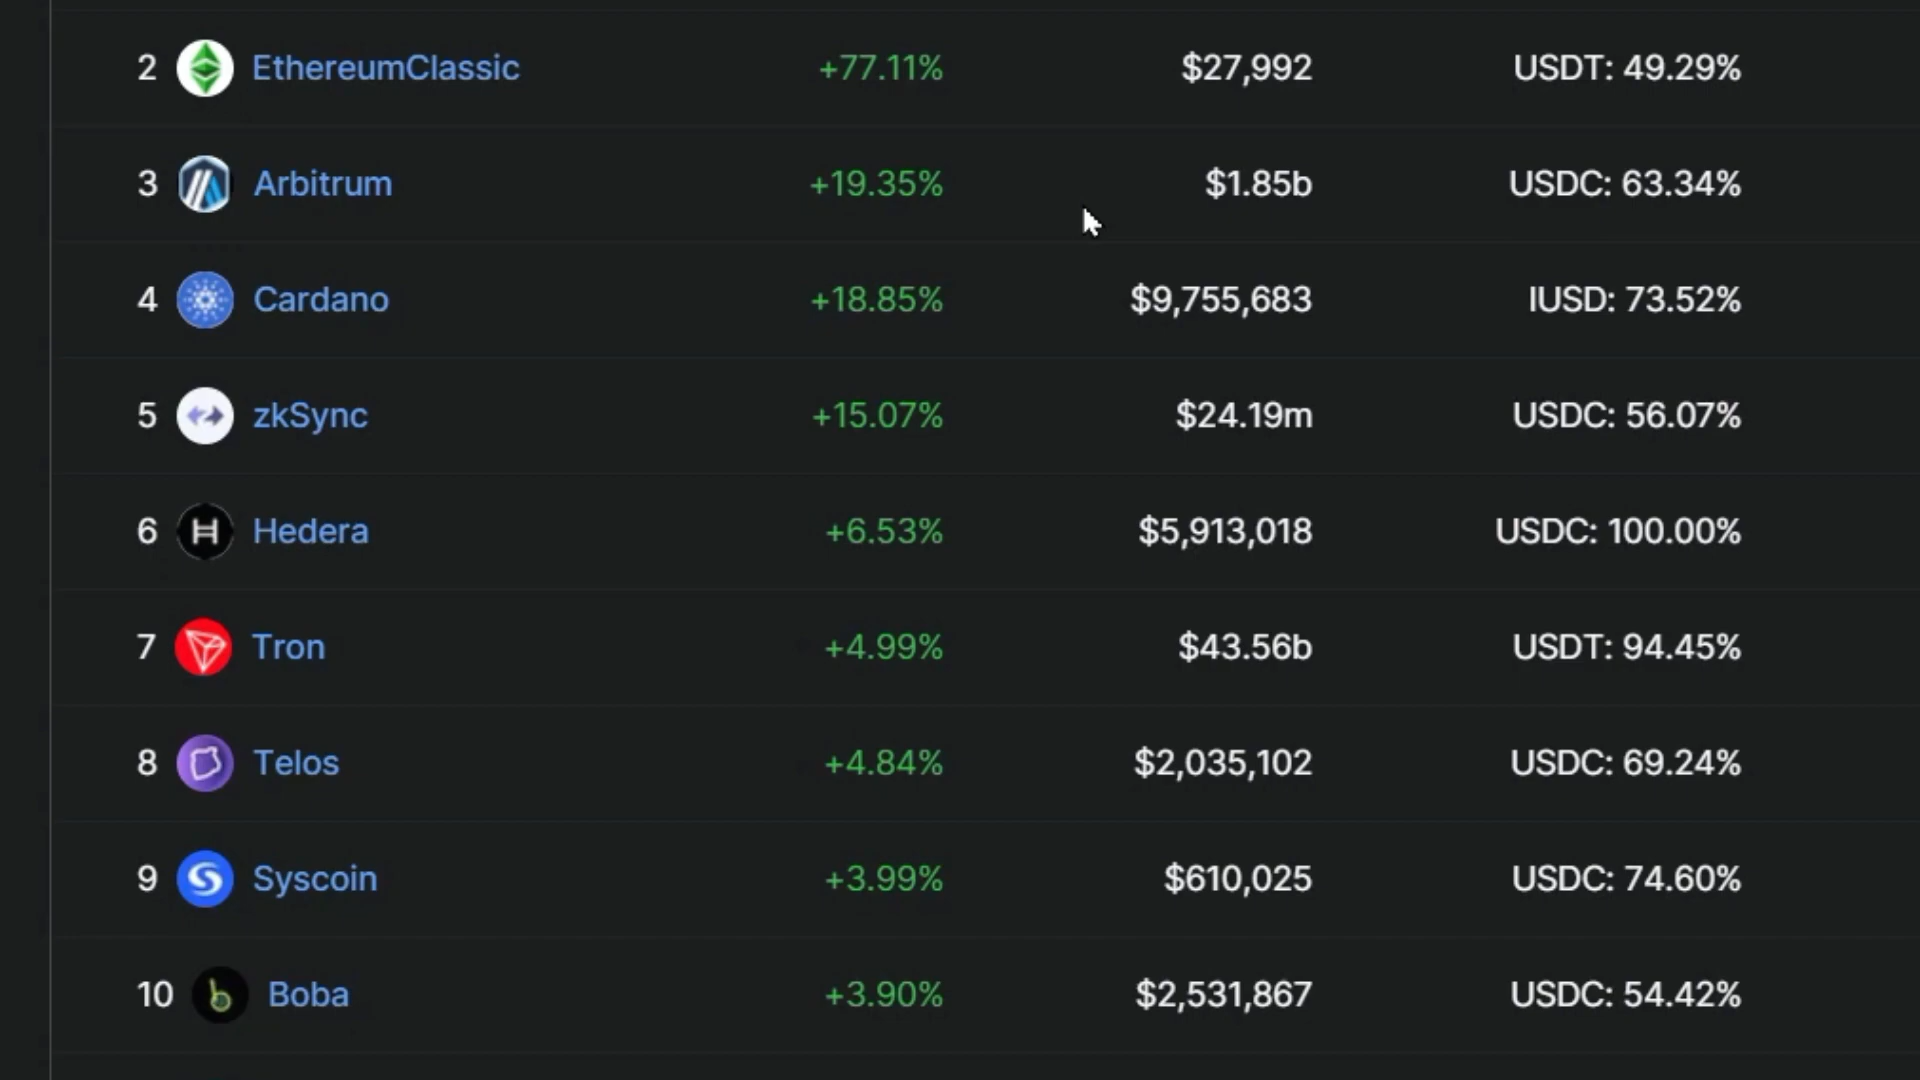 2 EthereumClassic +77.11% $27,992 USDT: 49.29%
3 Arbitrum +19.35% $1.85b USDC: 63.34%
4 Cardano +18.85% $9,755,683 IUSD: 73.52%
5 zkSync +15.07% $24.19m USDC: 56.07%
6 Hedera +6.53% $5,913,018 USDC: 100.00%
7 Tron +4.99% $43.56b USDT: 94.45%
8 Telos +4.84% $2,035,102 USDC: 69.24%
9 Syscoin +3.99% $610,025 USDC: 74.60%
10 Boba +3.90% $2,531,867 USDC: 54.42%